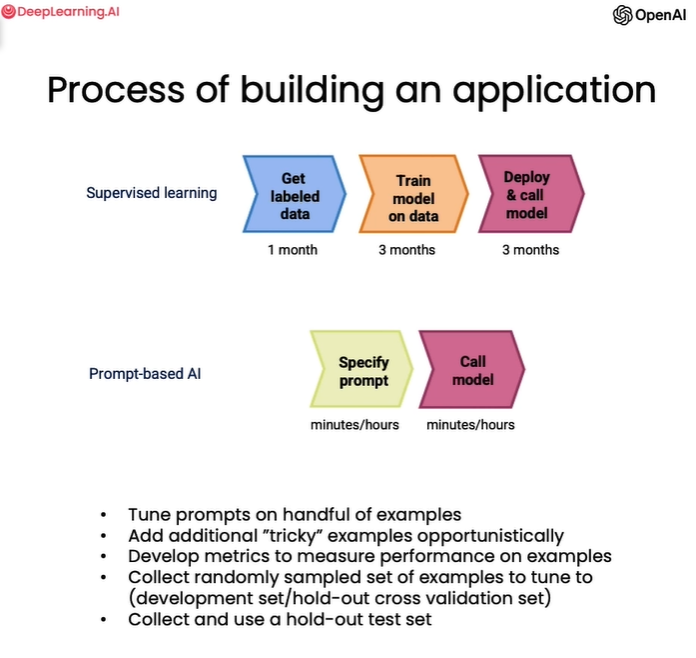 DeepLearning.AI
OpenAI
Process of building an application
Supervised learning
Get
labeled
data
Train
model
on data
Deploy
& call
model
1 month
3 months
3 months
Prompt-based AI
Specify
prompt
Call
model
minutes/hours
minutes/hours
• Tune prompts on handful of examples
• Add additional ”tricky” examples opportunistically
• Develop metrics to measure performance on examples
• Collect randomly sampled set of examples to tune to
(development set/hold-out cross validation set)
• Collect and use a hold-out test set